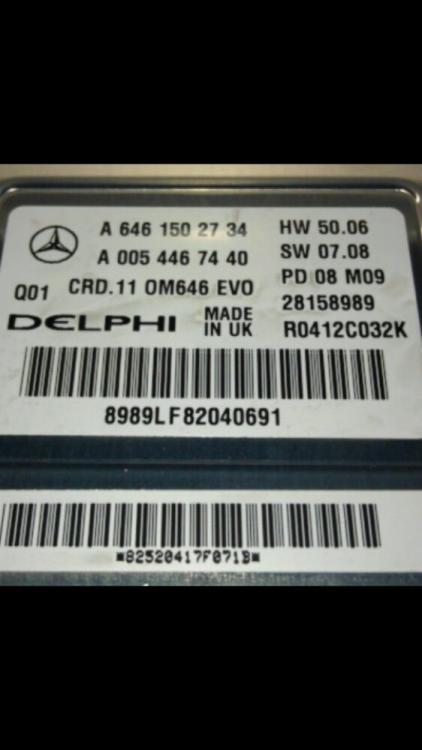 A 646 150 27 34 HW 50.06
A 005 446 74 40 SW 07.08
Q01 CRD.11 OM646 EVO PD 08 M09
DELPHI MADE IN UK 28158989
R0412C032K
8989LF82040691
■82520417F071B■